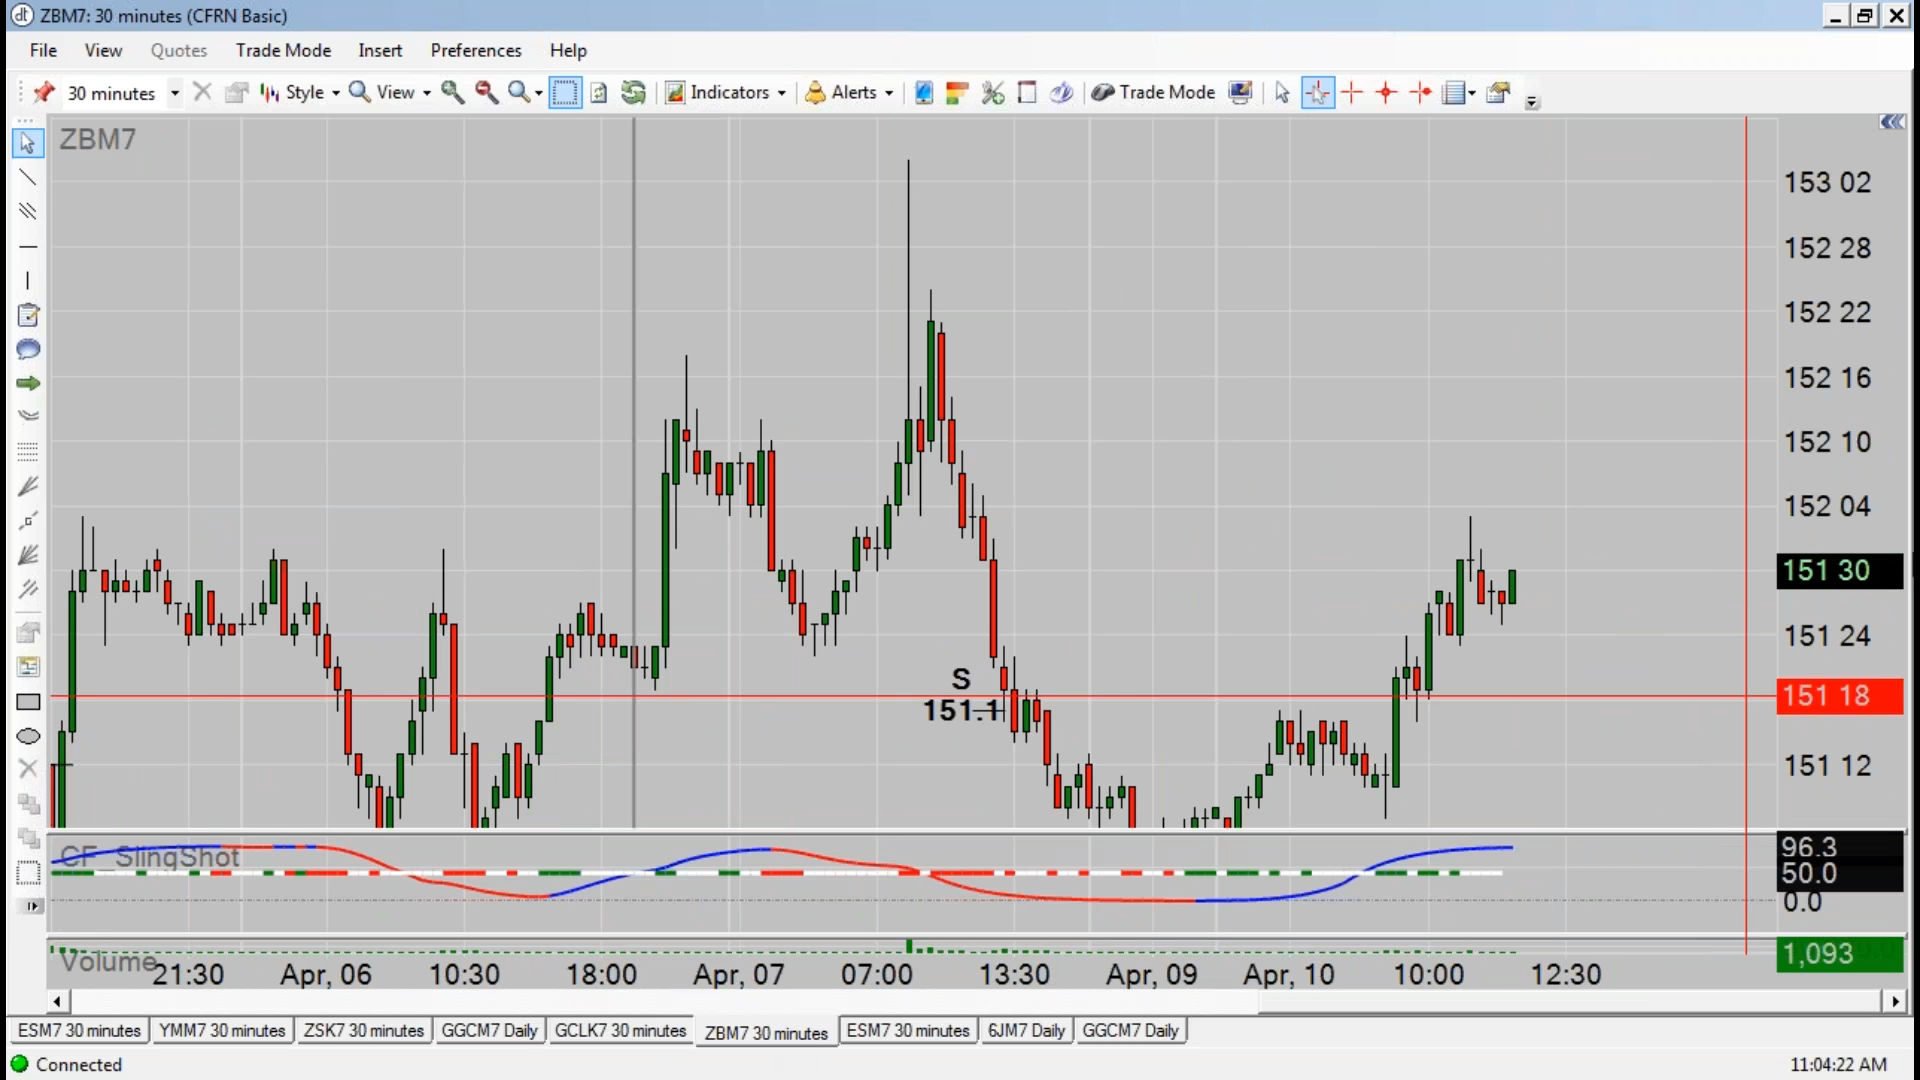 dt ZBM7: 30 minutes (CFRN Basic)
File View Quotes Trade Mode Insert Preferences Help
30 minutes Style View Indicators Alerts Trade Mode
ZBM7
153 02
152 28
152 22
152 16
152 10
152 04
151 30
151 24
S
151.1
151 18
151 12
CF_SlingShot
96.3
50.0
0.0
Volume
1,093
21:30 Apr, 06 10:30 18:00 Apr, 07 07:00 13:30 Apr, 09 Apr, 10 10:00 12:30
ESM7 30 minutes YMM7 30 minutes ZSK7 30 minutes GGCM7 Daily GCLK7 30 minutes ZBM7 30 minutes ESM7 30 minutes 6JM7 Daily GGCM7 Daily
Connected 11:04:22 AM